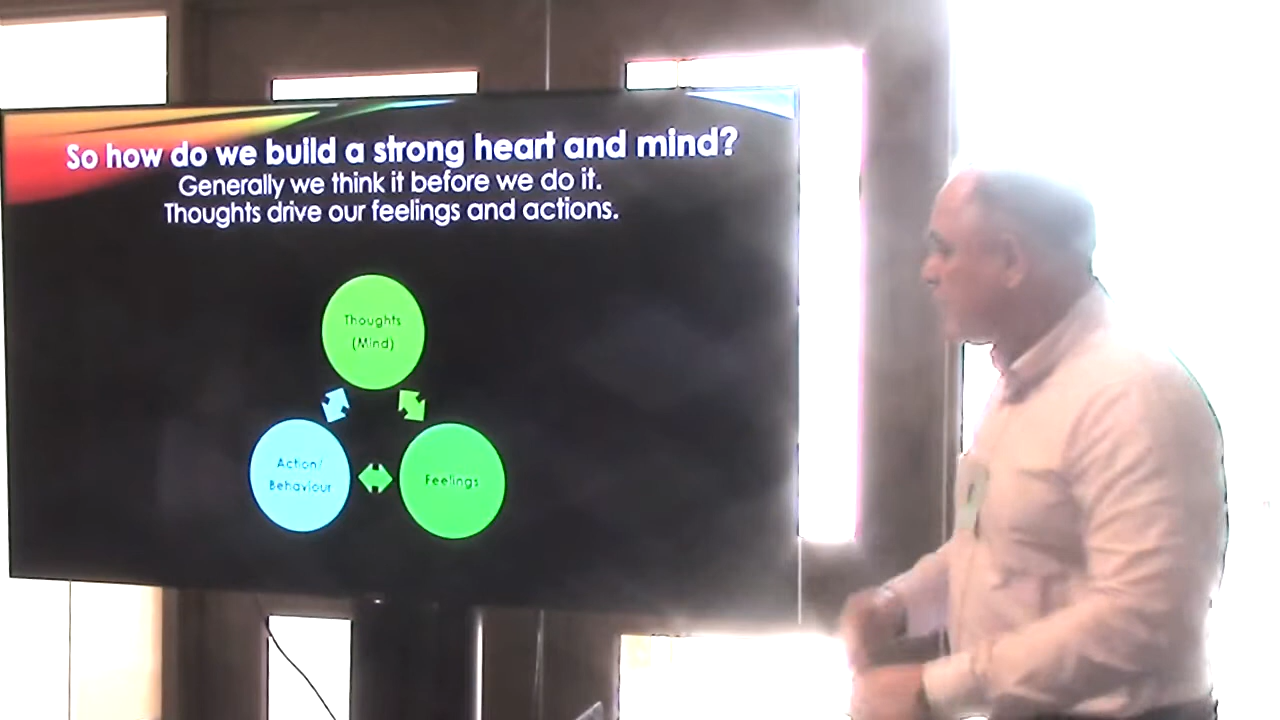 So how do we build a strong heart and mind?
Generally we think it before we do it.
Thoughts drive our feelings and actions.
Thoughts
(Mind)
Action/
Behaviour
Feelings